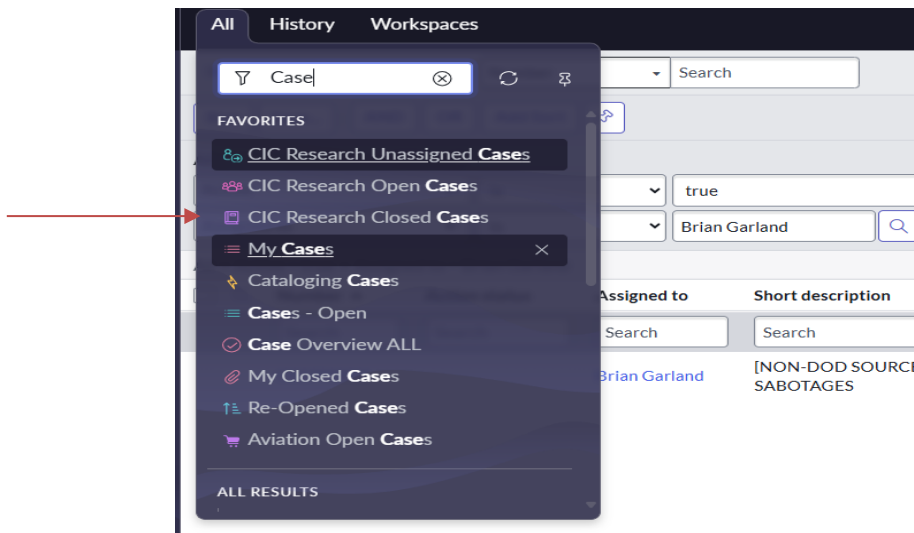 All History Workspaces
Case
Search
FAVORITES
CIC Research Unassigned Cases
CIC Research Open Cases
true
CIC Research Closed Cases
Brian Garland
My Cases
Cataloging Cases
Assigned to Short description
Cases - Open
Search Search
Case Overview ALL
[NON-DOD SOURCE
My Closed Cases
Brian Garland
SABOTAGES
Re-Opened Cases
Aviation Open Cases
ALL RESULTS